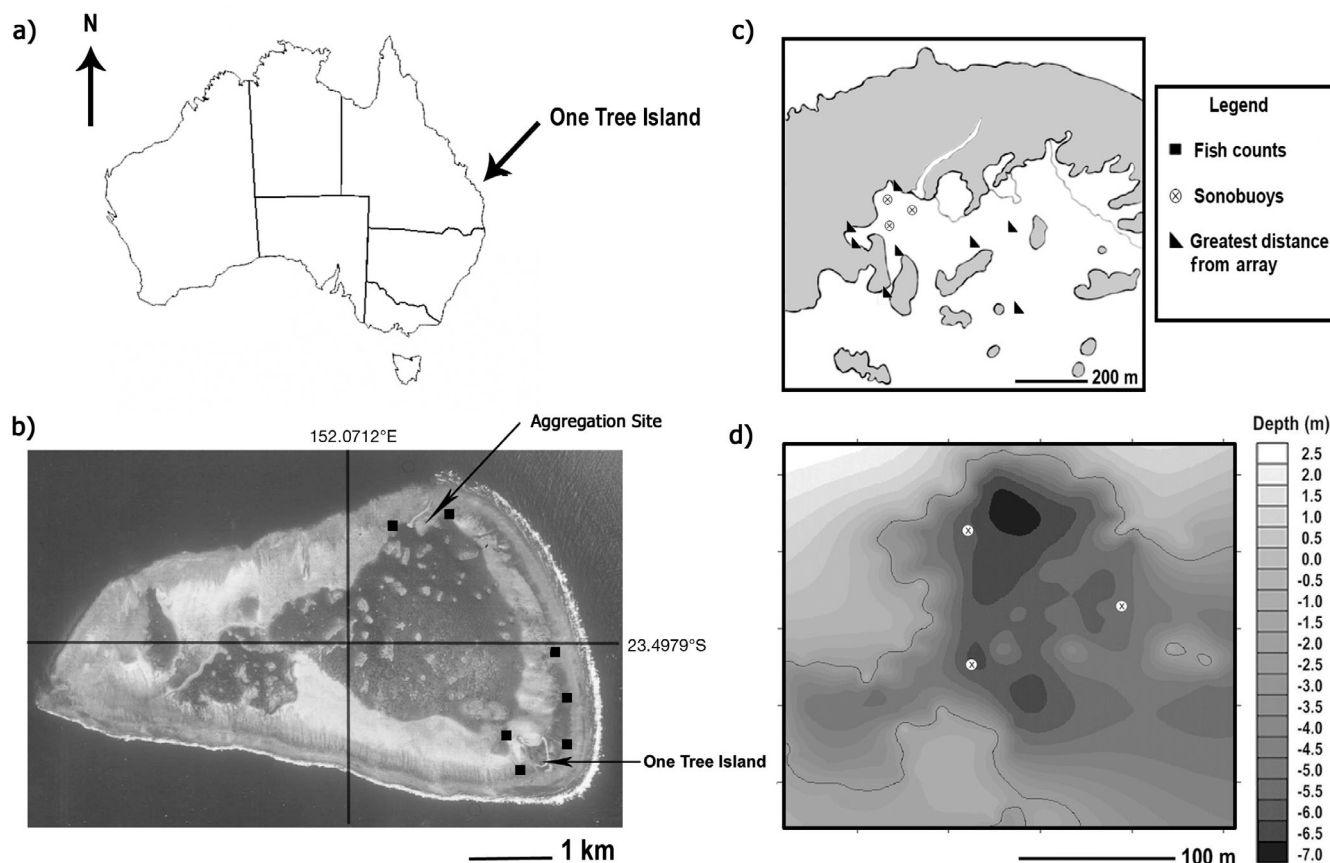 a)
N
One Tree Island
b)
152.0712°E
Aggregation Site
23.4979°S
One Tree Island
1 km
c)
200 m
Legend
Fish counts
Sonobuoys
Greatest distance
from array
d)
Depth (m)
2.5
2.0
1.5
1.0
0.5
0.0
-0.5
-1.0
-1.5
-2.0
-2.5
-3.0
-3.5
-4.0
-4.5
-5.0
-5.5
-6.0
-6.5
-7.0
100 m